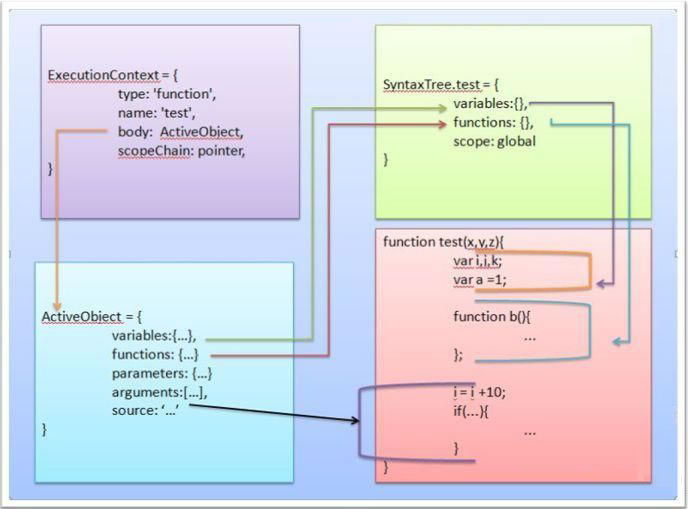 ExecutionContext = {
type: 'function',
name: 'test',
body: ActiveObject,
scopeChain: pointer,
}
SyntaxTree.test = {
variables:{},
functions: {},
scope: global
}
ActiveObject = {
variables:{...},
functions: {...}
parameters: {...}
arguments:[...],
source: ‘...’
}
function test(x,y,z){
var i,j,k;
var a =1;
function b(){
...
};
i = i +10;
if(...){
...
}
}